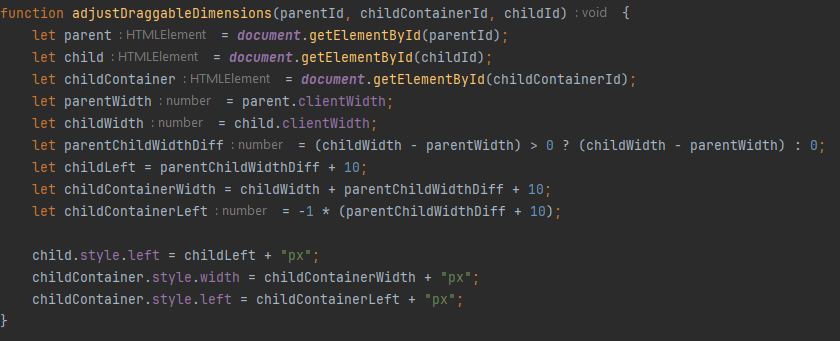 function adjustDraggableDimensions(parentId, childContainerId, childId) : void {
    let parent : HTMLElement = document.getElementById(parentId);
    let child : HTMLElement = document.getElementById(childId);
    let childContainer : HTMLElement = document.getElementById(childContainerId);
    let parentWidth : number = parent.clientWidth;
    let childWidth : number = child.clientWidth;
    let parentChildWidthDiff : number = (childWidth - parentWidth) > 0 ? (childWidth - parentWidth) : 0;
    let childLeft = parentChildWidthDiff + 10;
    let childContainerWidth = childWidth + parentChildWidthDiff + 10;
    let childContainerLeft : number = -1 * (parentChildWidthDiff + 10);

    child.style.left = childLeft + "px";
    childContainer.style.width = childContainerWidth + "px";
    childContainer.style.left = childContainerLeft + "px";
}